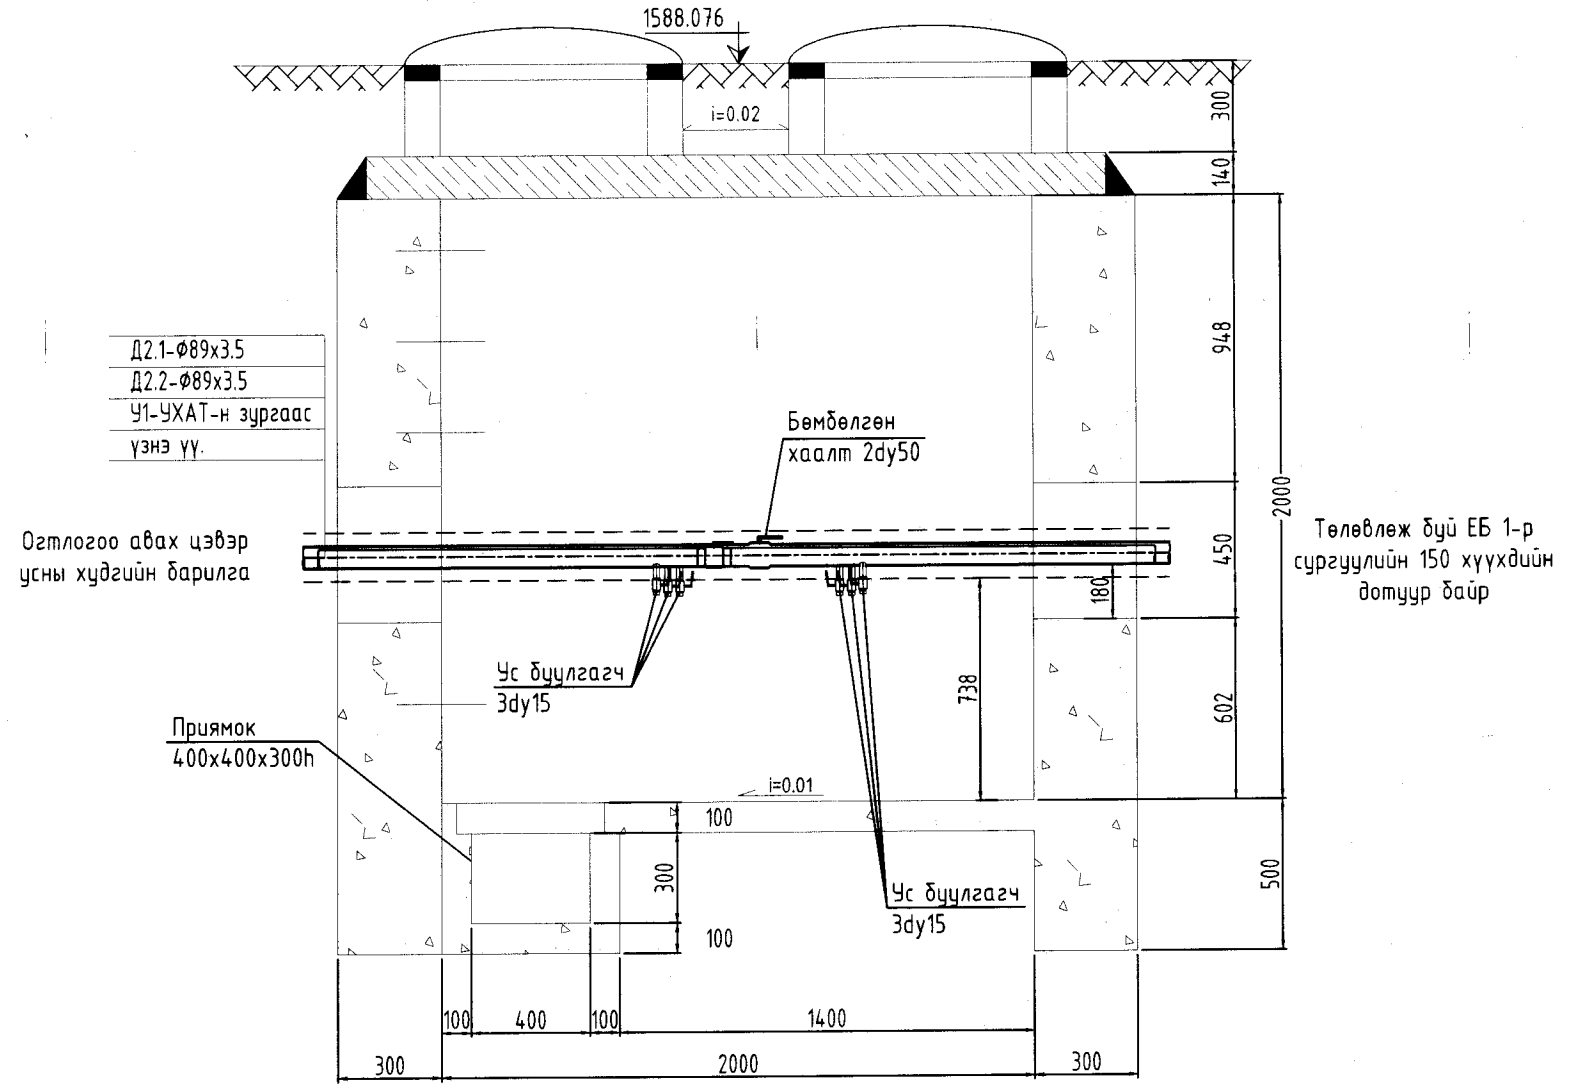 1588.076
i=0.02
300
140
948
Д2.1-Ф89х3.5
Д2.2-Ф89х3.5
У1-УХАТ-н зургаас
үзнэ үү.
Бөмбөлгөн
хаалт 2dy50
2000
450
180
Огтлогоо авах цэвэр
усны худгийн барилга
Төлөвлөж буй ЕБ 1-р
сургуулийн 150 хүүхдийн
дотуур байр
Ус буулгагч
3dy15
738
602
Приямок
400х400х300h
i=0.01
100
300
100
500
Ус буулгагч
3dy15
100
400
100
1400
300
2000
300